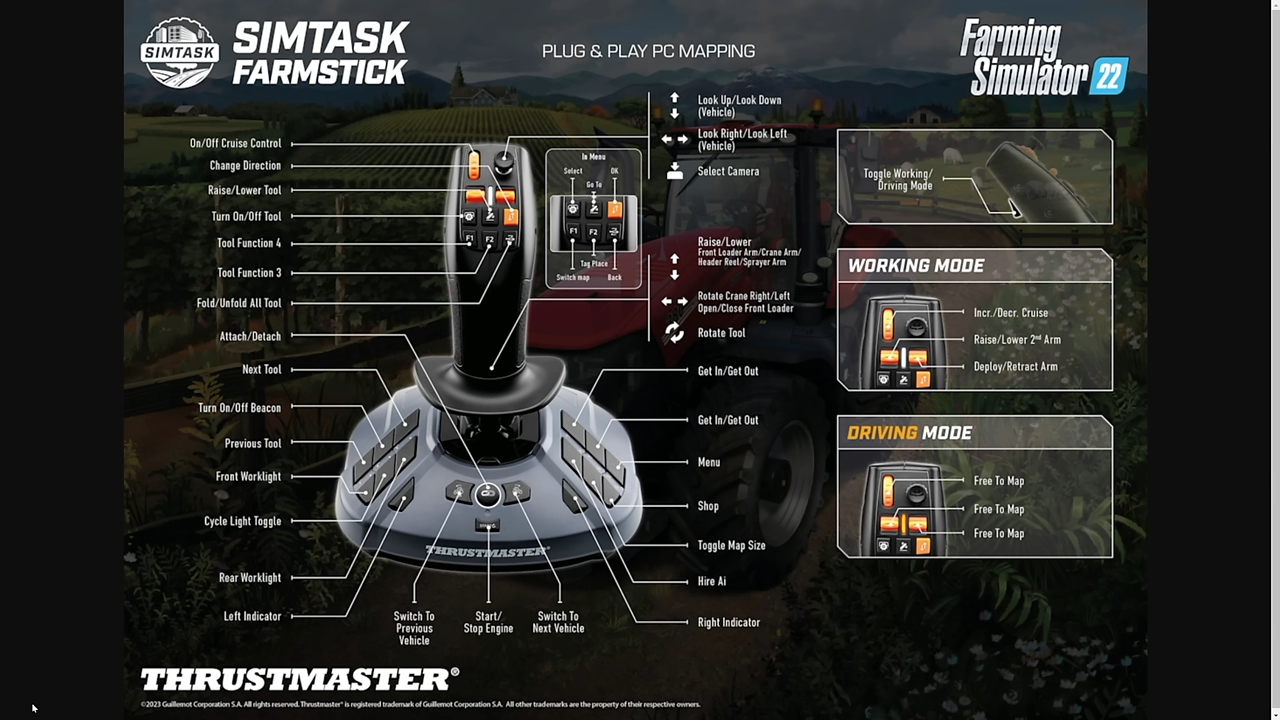 SIMTASK
SIMTASK
FARMSTICK
PLUG & PLAY PC MAPPING
Farming
Simulator 22
On/Off Cruise Control
Change Direction
Raise/Lower Tool
Turn On/Off Tool
Tool Function 4
Tool Function 3
Fold/Unfold All Tool
Attach/Detach
Next Tool
Turn On/Off Beacon
Previous Tool
Front Worklight
Cycle Light Toggle
Rear Worklight
Left Indicator
F1
F2
In Menu
Select
OK
Go To
F1
F2
Tag Place
Switch map
Back
Look Up/Look Down
(Vehicle)
Look Right/Look Left
(Vehicle)
Select Camera
Raise/Lower
Front Loader Arm/Crane Arm/
Header Reel/Sprayer Arm
Rotate Crane Right/Left
Open/Close Front Loader
Rotate Tool
Get In/Get Out
Get In/Get Out
Menu
Shop
Toggle Map Size
Hire Ai
Right Indicator
THRUSTMASTER®
Switch To
Previous
Vehicle
Start/
Stop Engine
Switch To
Next Vehicle
Toggle Working/
Driving Mode
WORKING MODE
Incr./Decr. Cruise
Raise/Lower 2nd Arm
Deploy/Retract Arm
DRIVING MODE
Free To Map
Free To Map
Free To Map
THRUSTMASTER®
©2023 Guillemot Corporation S.A. All rights reserved. Thrustmaster® is registered trademark of Guillemot Corporation S.A. All other trademarks are the property of their respective owners.